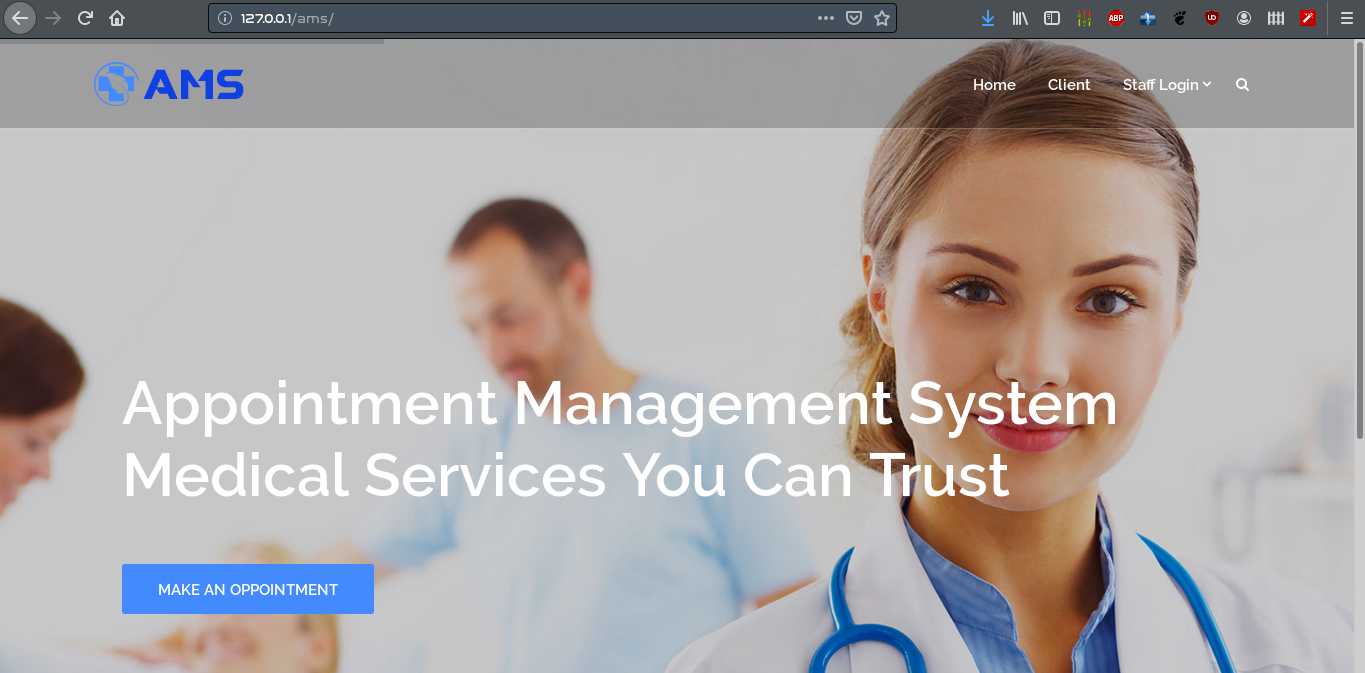 127.0.0.1/ams/
ABP
AMS
Home
Client
Staff Login
Appointment Management System
Medical Services You Can Trust
MAKE AN OPPOINTMENT